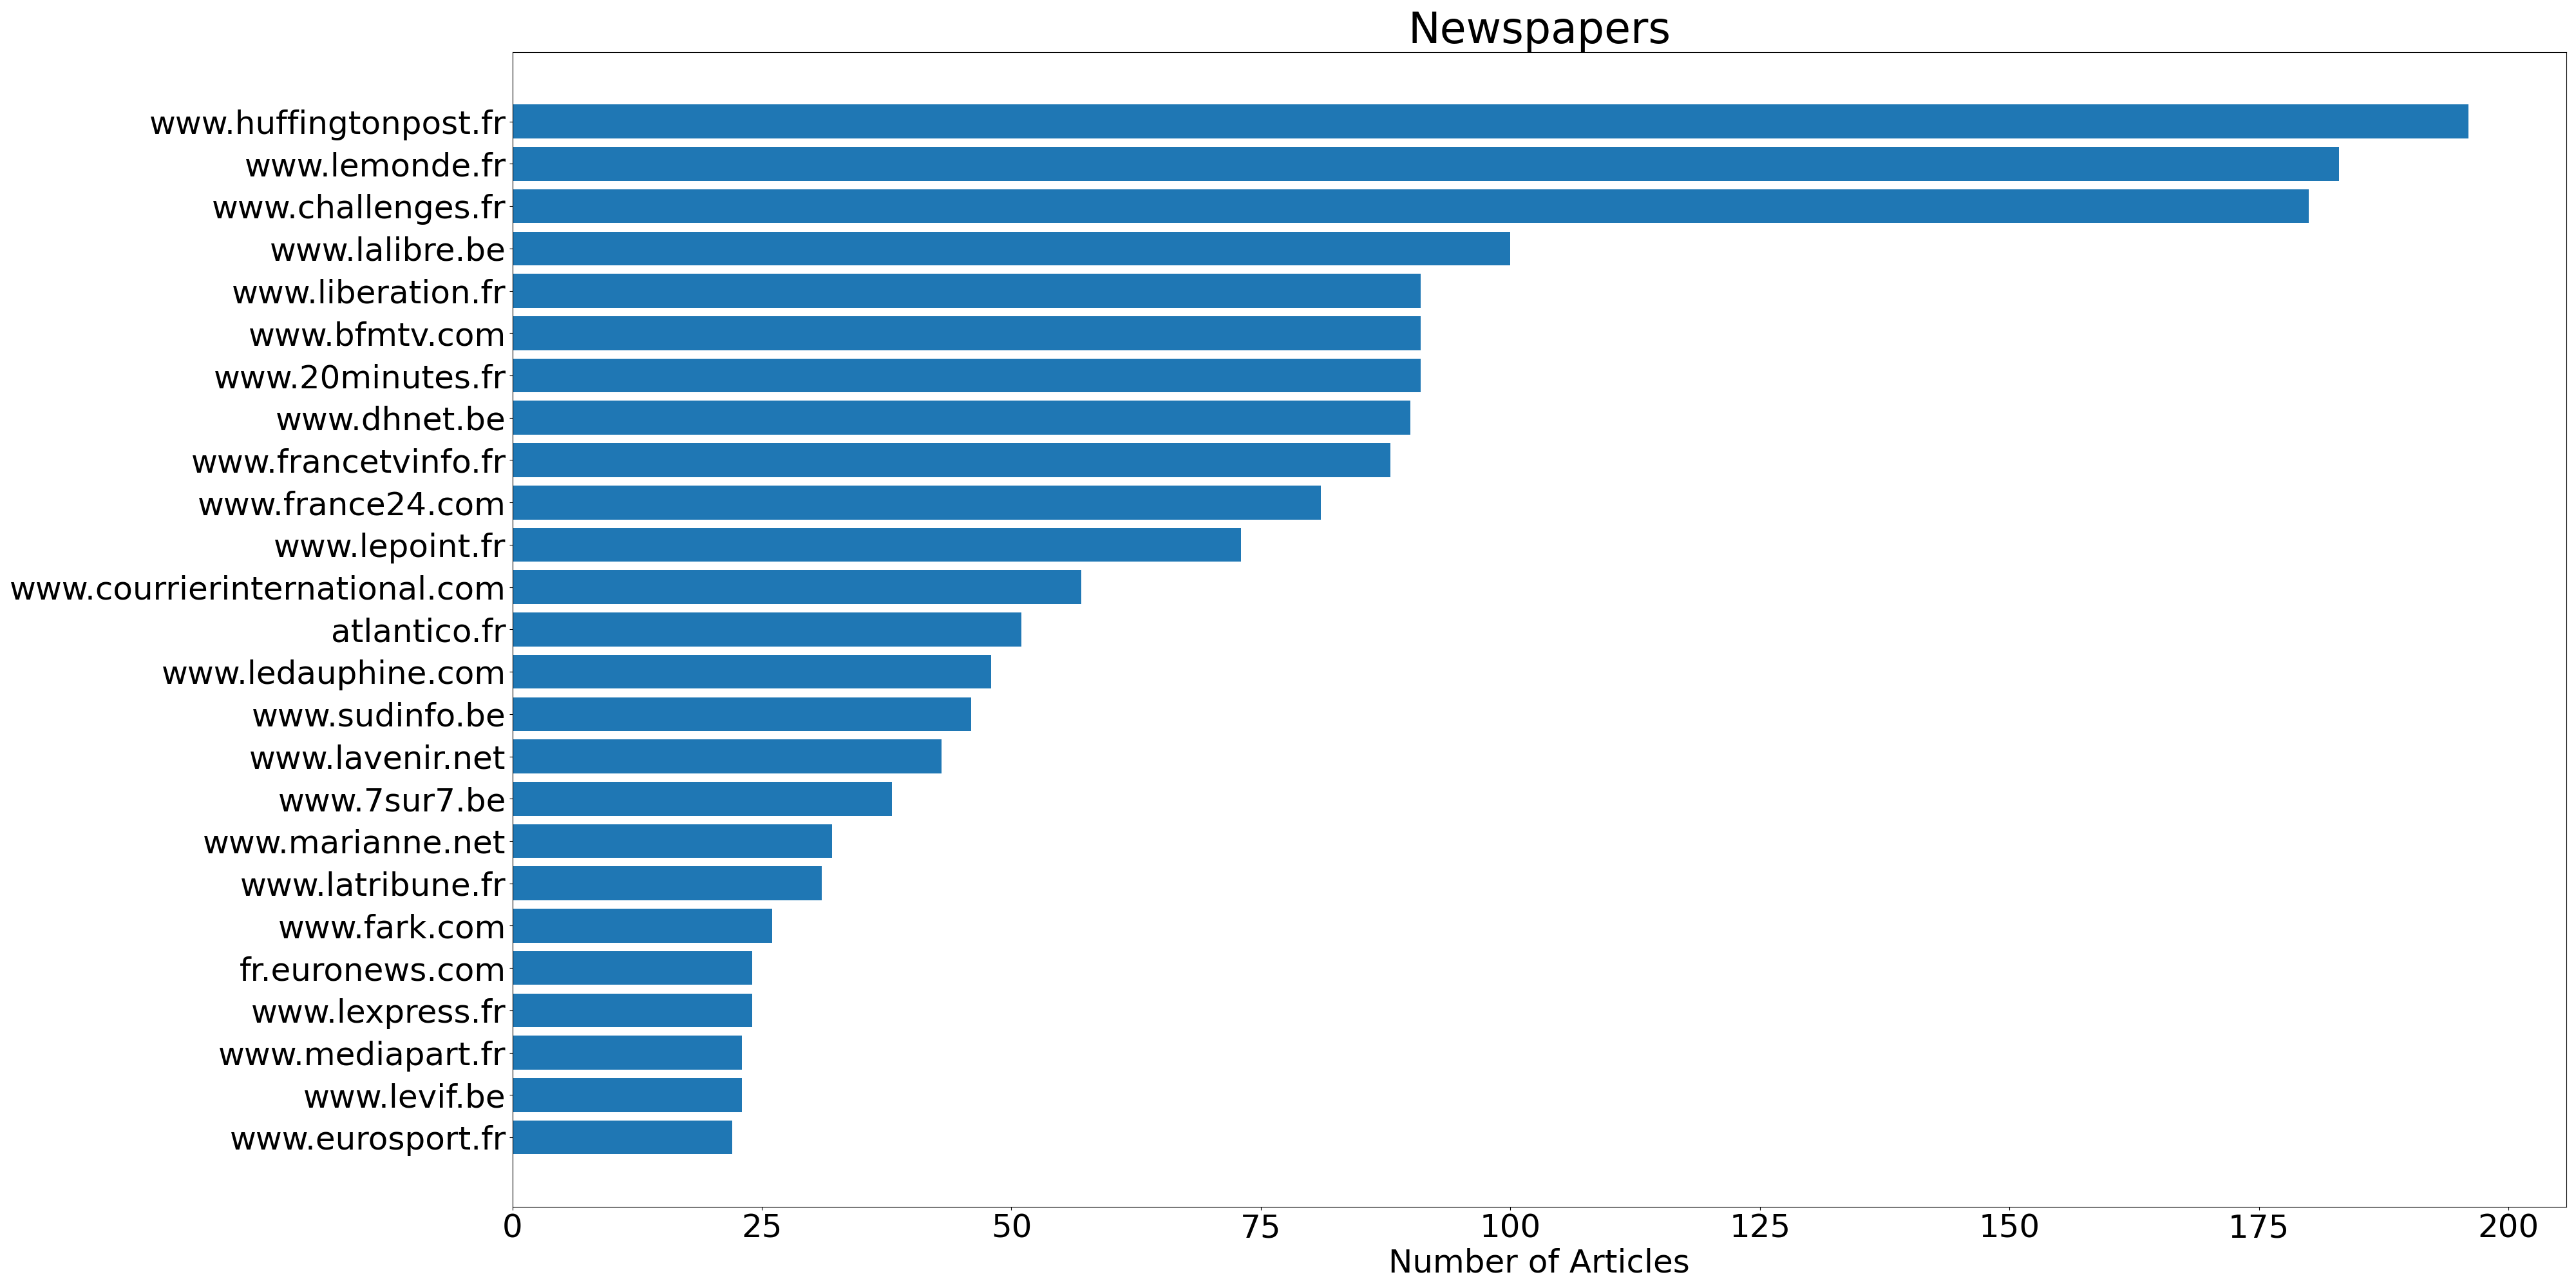 Newspapers
www.huffingtonpost.fr
www.lemonde.fr
www.challenges.fr
www.lalibre.be
www.liberation.fr
www.bfmtv.com
www.20minutes.fr
www.dhnet.be
www.francetvinfo.fr
www.france24.com
www.lepoint.fr
www.courrierinternational.com
atlantico.fr
www.ledauphine.com
www.sudinfo.be
www.lavenir.net
www.7sur7.be
www.marianne.net
www.latribune.fr
www.fark.com
fr.euronews.com
www.lexpress.fr
www.mediapart.fr
www.levif.be
www.eurosport.fr
0 25 50 75 100 125 150 175 200
Number of Articles